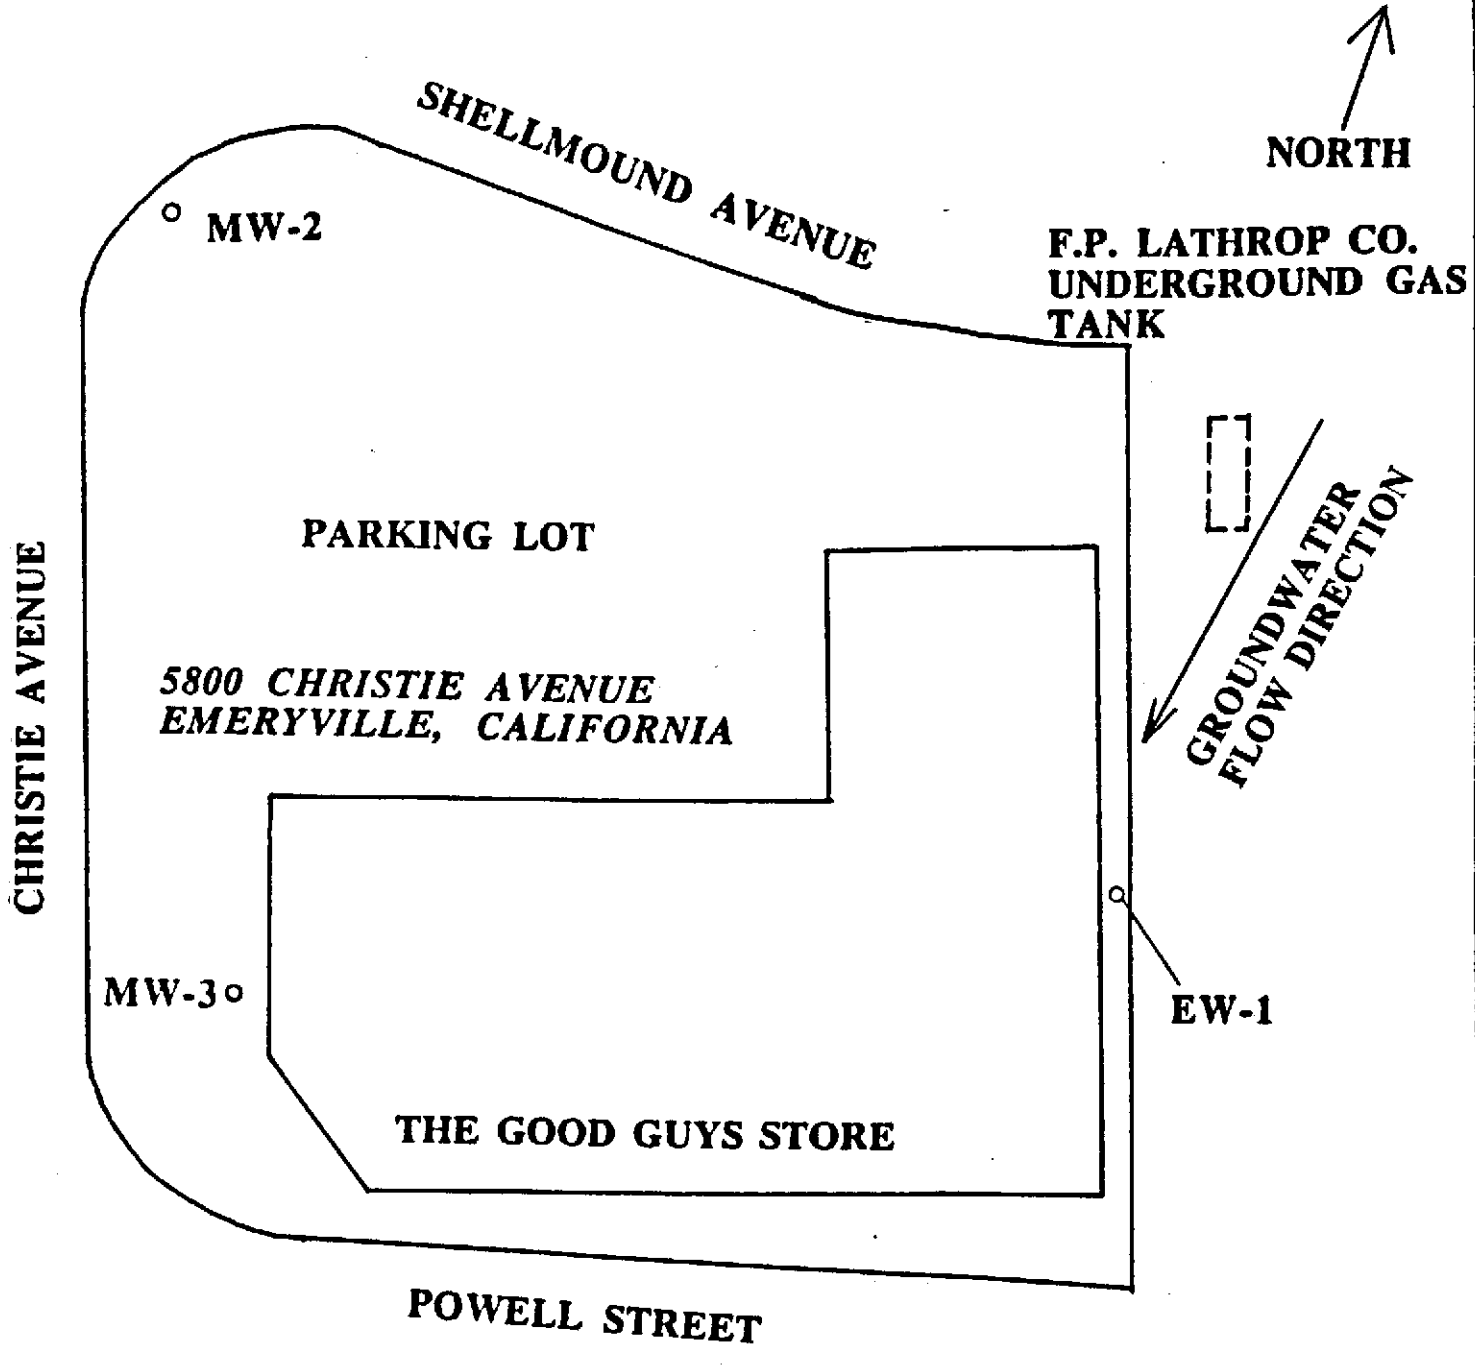 SHELLMOUND AVENUE
NORTH
MW-2
F.P. LATHROP CO.
UNDERGROUND GAS
TANK
PARKING LOT
GROUNDWATER
FLOW DIRECTION
CHRISTIE AVENUE
5800 CHRISTIE AVENUE
EMERYVILLE, CALIFORNIA
MW-3
EW-1
THE GOOD GUYS STORE
POWELL STREET